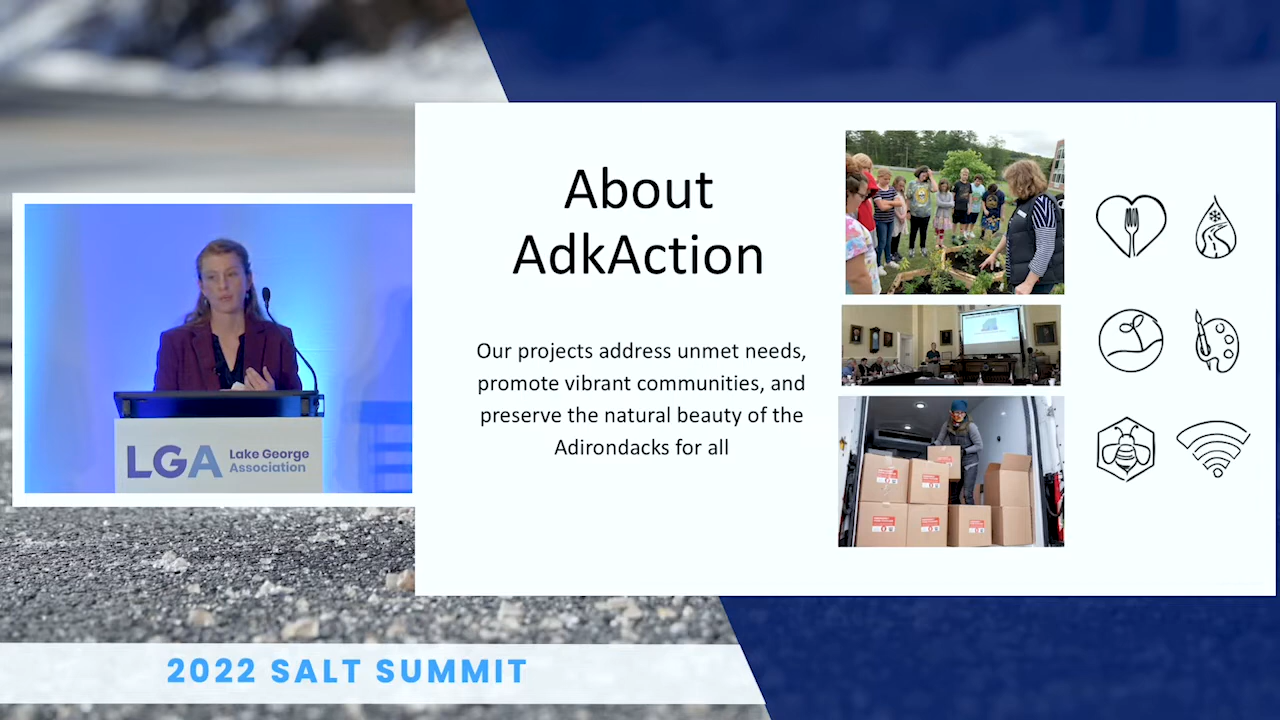 About
AdkAction
Our projects address unmet needs,
promote vibrant communities, and
preserve the natural beauty of the
Adirondacks for all
LGA Lake George
Association
2022 SALT SUMMIT